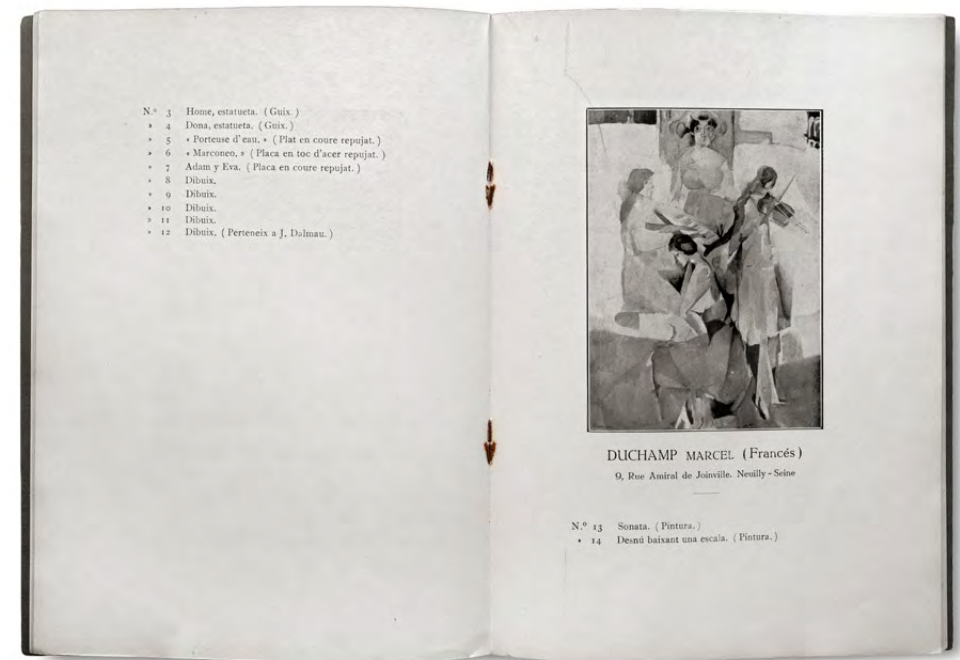 N.º 3 Home, estatueta. ( Guix. )
» 4 Dona, estatueta. ( Guix. )
» 5 « Porteuse d'eau. » ( Plat en coure repujat. )
» 6 « Marconeo. » ( Placa en toc d'acer repujat. )
» 7 Adam y Eva. ( Placa en coure repujat. )
» 8 Dibuix.
» 9 Dibuix.
» 10 Dibuix.
» 11 Dibuix.
» 12 Dibuix. ( Perteneix a J. Dalmau. )
DUCHAMP MARCEL (Francés)
9, Rue Amiral de Joinville. Neuilly - Seine
N.º 13 Sonata. ( Pintura. )
» 14 Desnú baixant una escala. ( Pintura. )